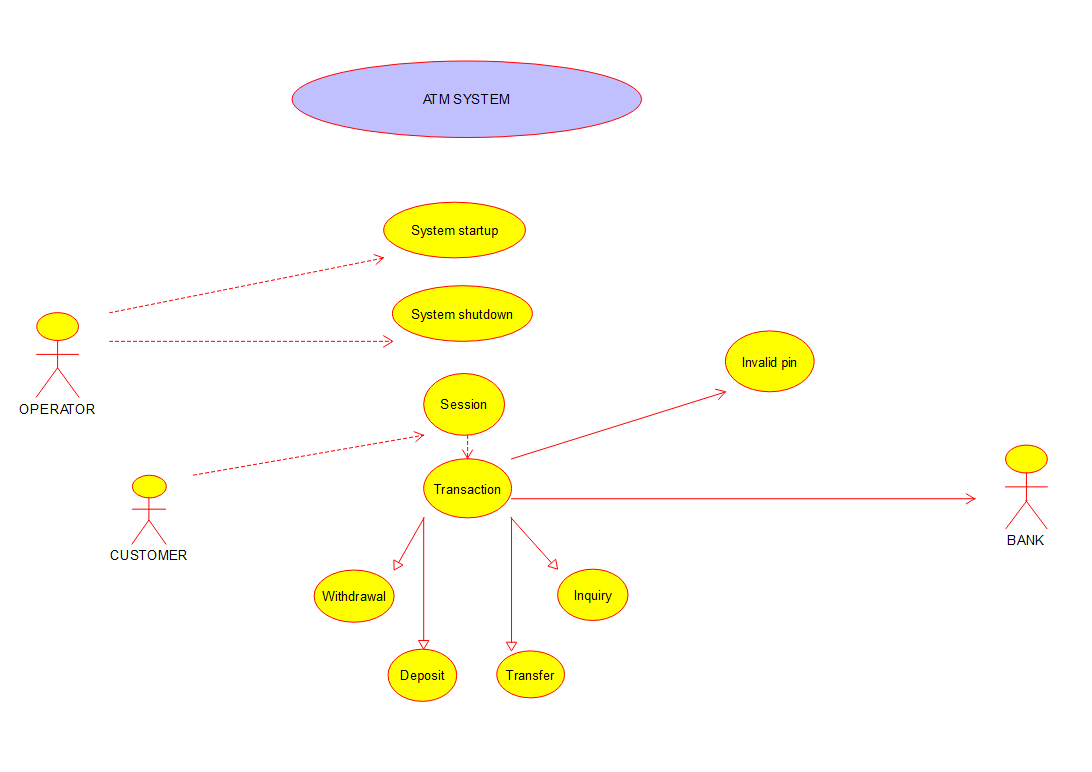 ATM SYSTEM
System startup
System shutdown
Invalid pin
OPERATOR
Session
Transaction
BANK
CUSTOMER
Withdrawal
Inquiry
Deposit
Transfer